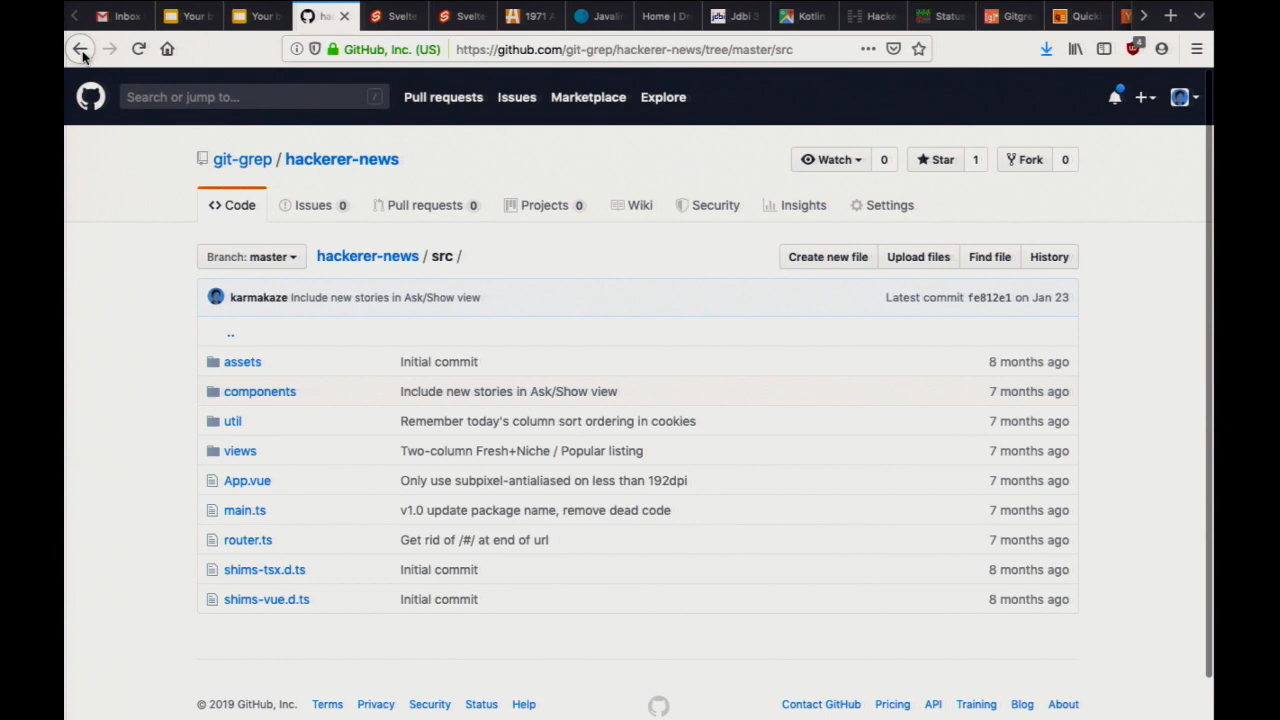 Inbox Your b Your b hac Svelte Svelte 1971 A Javalin Home | Dr Jdbi 3 Kotlin Hacke Status Gitgre Quick
GitHub, Inc. (US) https://github.com/git-grep/hackerer-news/tree/master/src 4
Search or jump to... / Pull requests Issues Marketplace Explore
git-grep / hackerer-news Watch 0 Star 1 Fork 0
Code Issues 0 Pull requests 0 Projects 0 Wiki Security Insights Settings
Branch: master hackerer-news / src / Create new file Upload files Find file History
karmakaze Include new stories in Ask/Show view Latest commit fe812e1 on Jan 23
..
assets Initial commit 8 months ago
components Include new stories in Ask/Show view 7 months ago
util Remember today's column sort ordering in cookies 7 months ago
views Two-column Fresh+Niche / Popular listing 7 months ago
App.vue Only use subpixel-antialiased on less than 192dpi 7 months ago
main.ts v1.0 update package name, remove dead code 7 months ago
router.ts Get rid of /#/ at end of url 7 months ago
shims-tsx.d.ts Initial commit 8 months ago
shims-vue.d.ts Initial commit 8 months ago
© 2019 GitHub, Inc. Terms Privacy Security Status Help Contact GitHub Pricing API Training Blog About